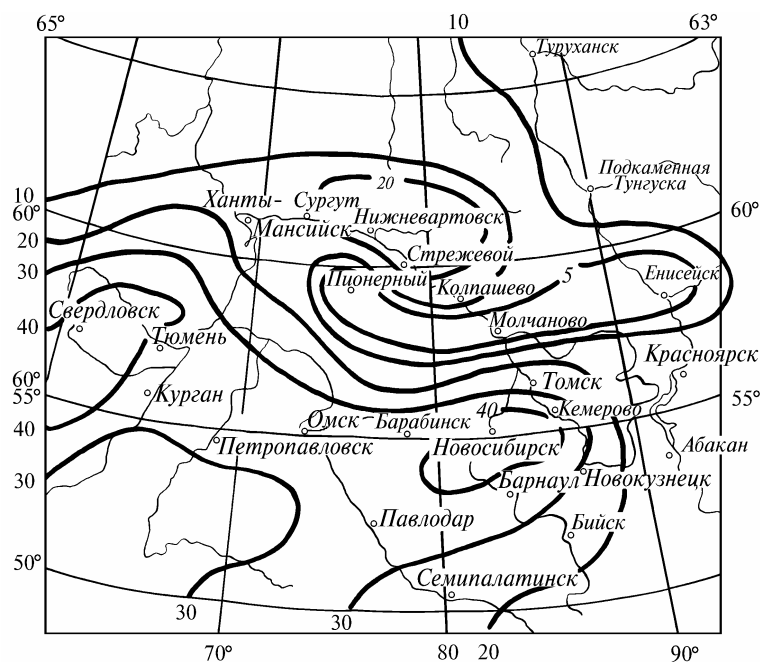 65° 10 63°
Туруханск
Подкаменная
Тунгуска
10
60°
60°
Ханты- Сургут
20
Нижневартовск
Мансийск
20
Стрежевой
30
5
Енисейск
Пионерный
Колпашево
Свердловск
Молчаново
40
Тюмень
Красноярск
60°
55°
Томск
Курган
55°
40
Кемерово
Омск
Барабинск
40
Абакан
Петропавловск
Новосибирск
30
Барнаул
Новокузнецк
Павлодар
Бийск
50°
Семипалатинск
30
30
70° 80 20 90°